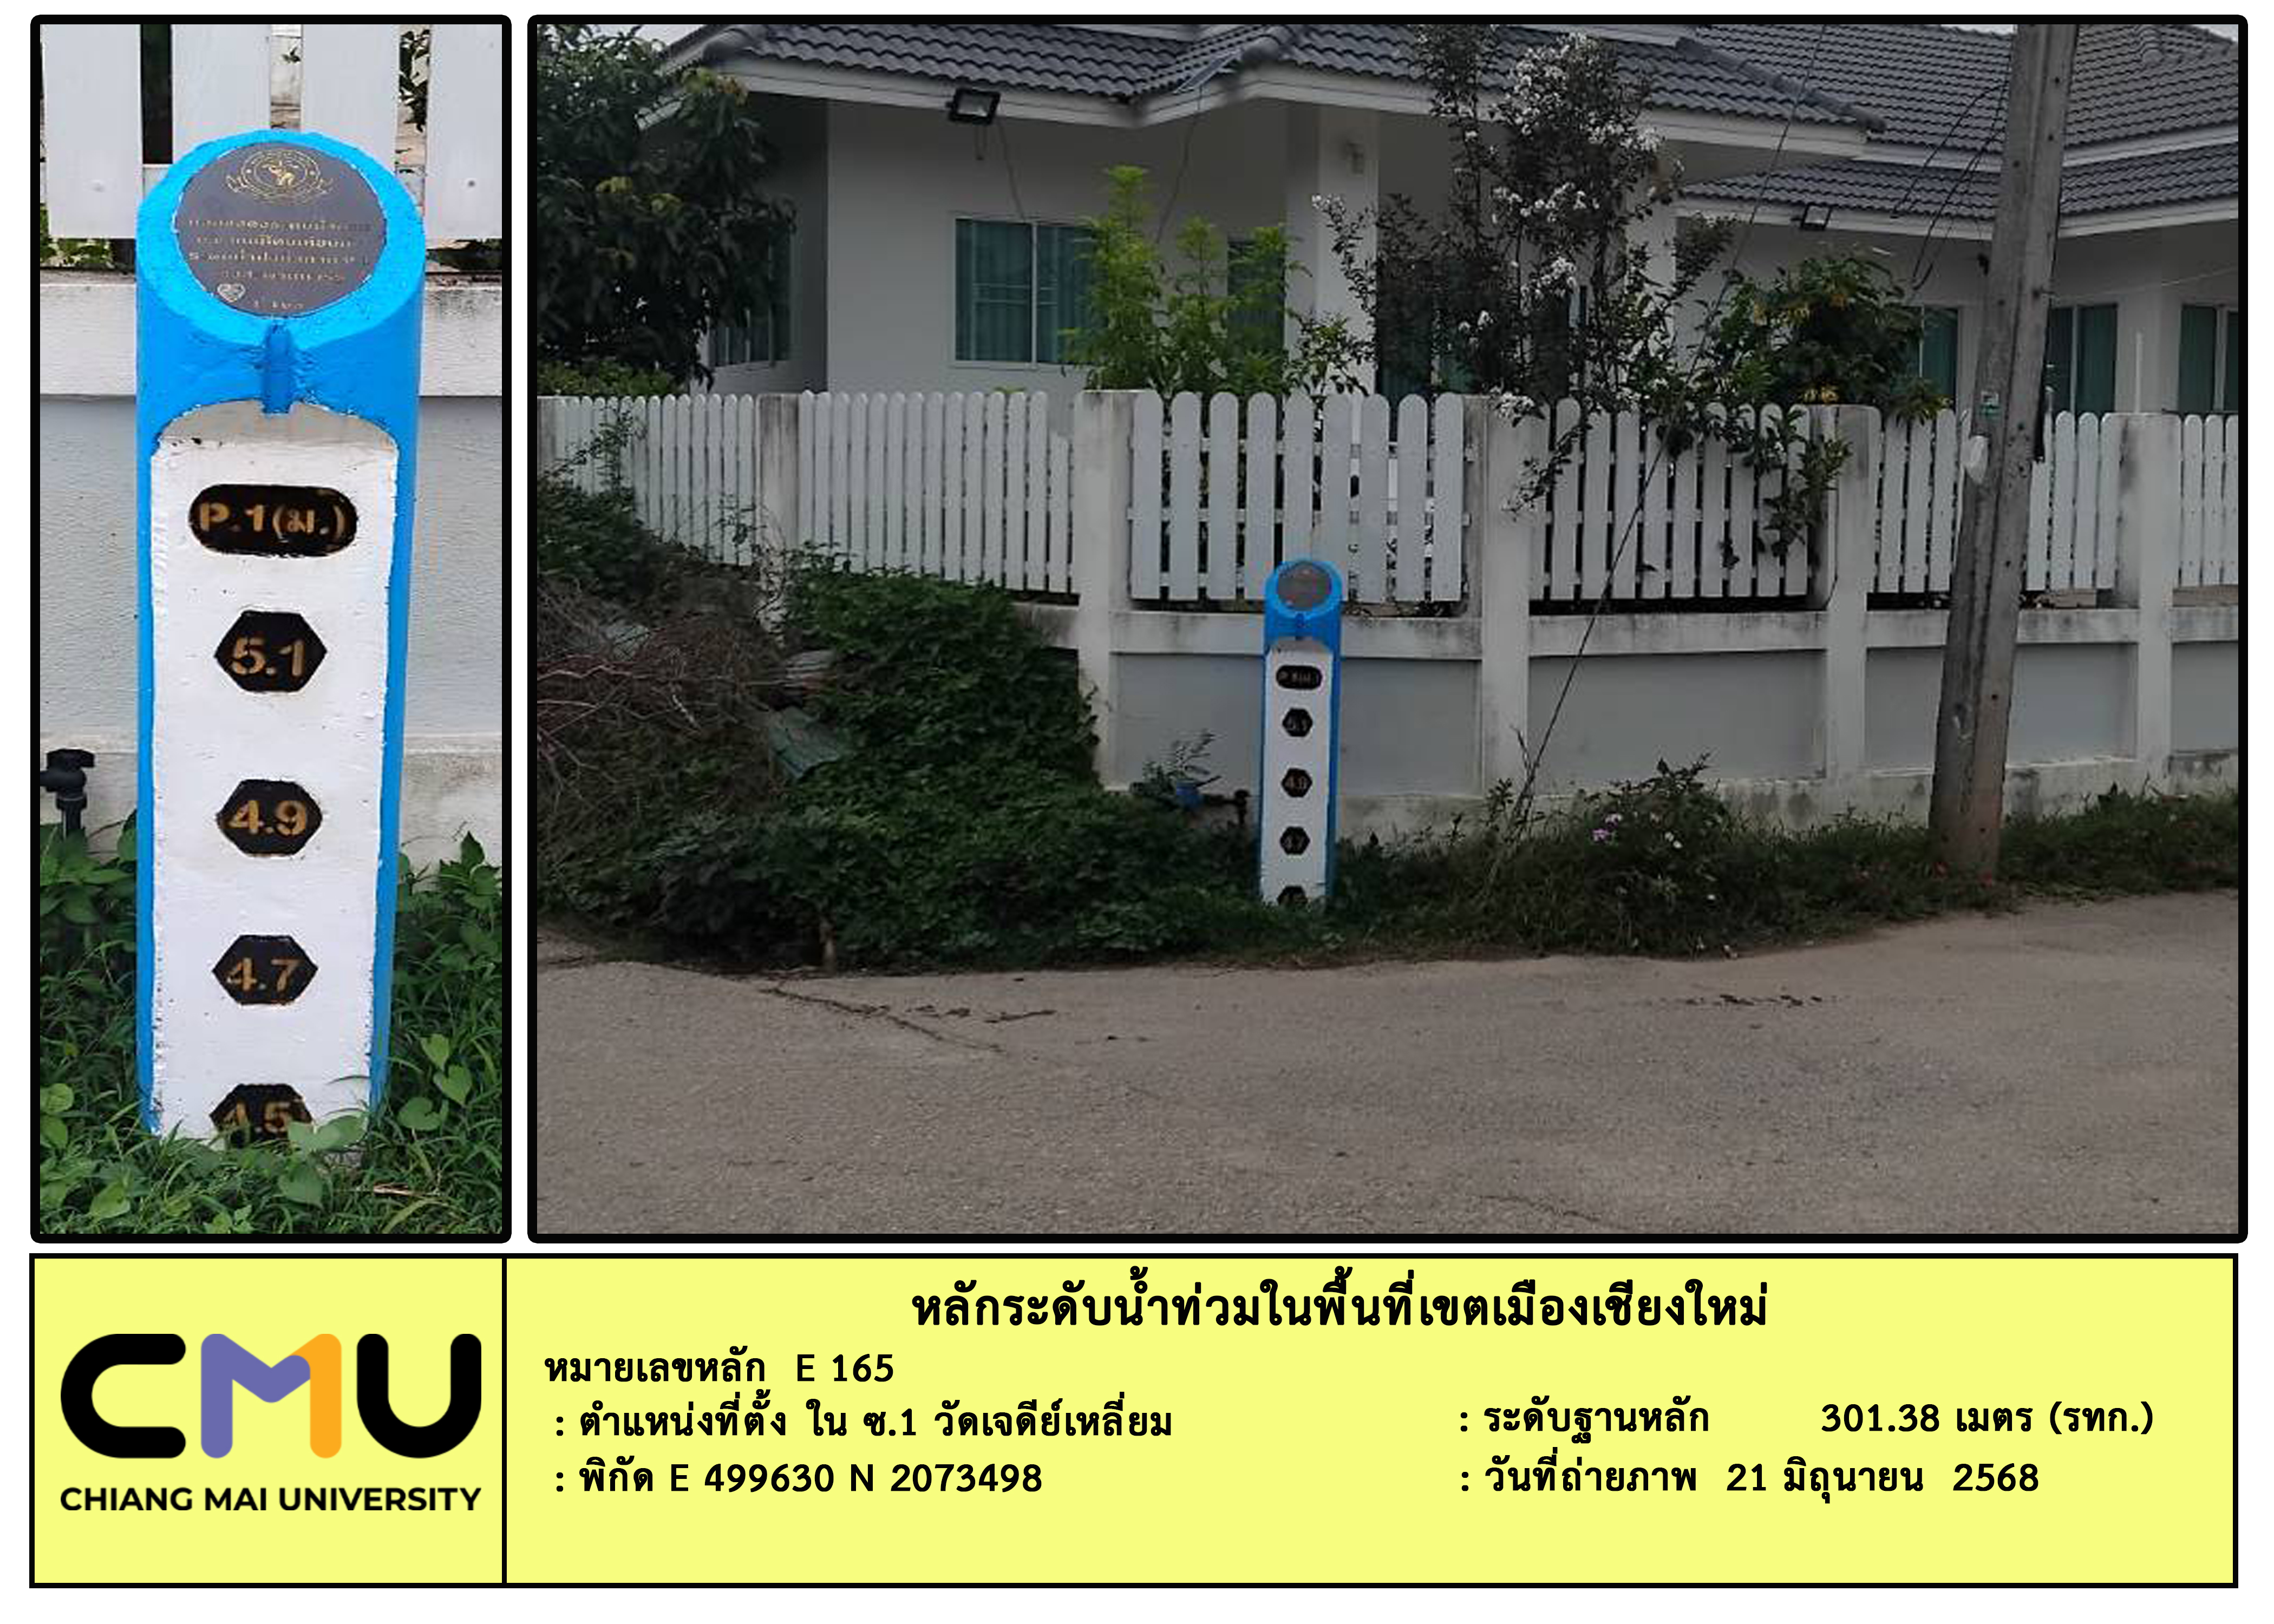 P.1(ม.)
5.1
4.9
4.7
4.5
5.1
4.9
4.7
CMU
CHIANG MAI UNIVERSITY
หลักระดับน้ำท่วมในพื้นที่เขตเมืองเชียงใหม่
หมายเลขหลัก E 165
: ตำแหน่งที่ตั้ง ใน ซ.1 วัดเจดีย์เหลี่ยม
: ระดับฐานหลัก 301.38 เมตร (รทก.)
: พิกัด E 499630 N 2073498
: วันที่ถ่ายภาพ 21 มิถุนายน 2568